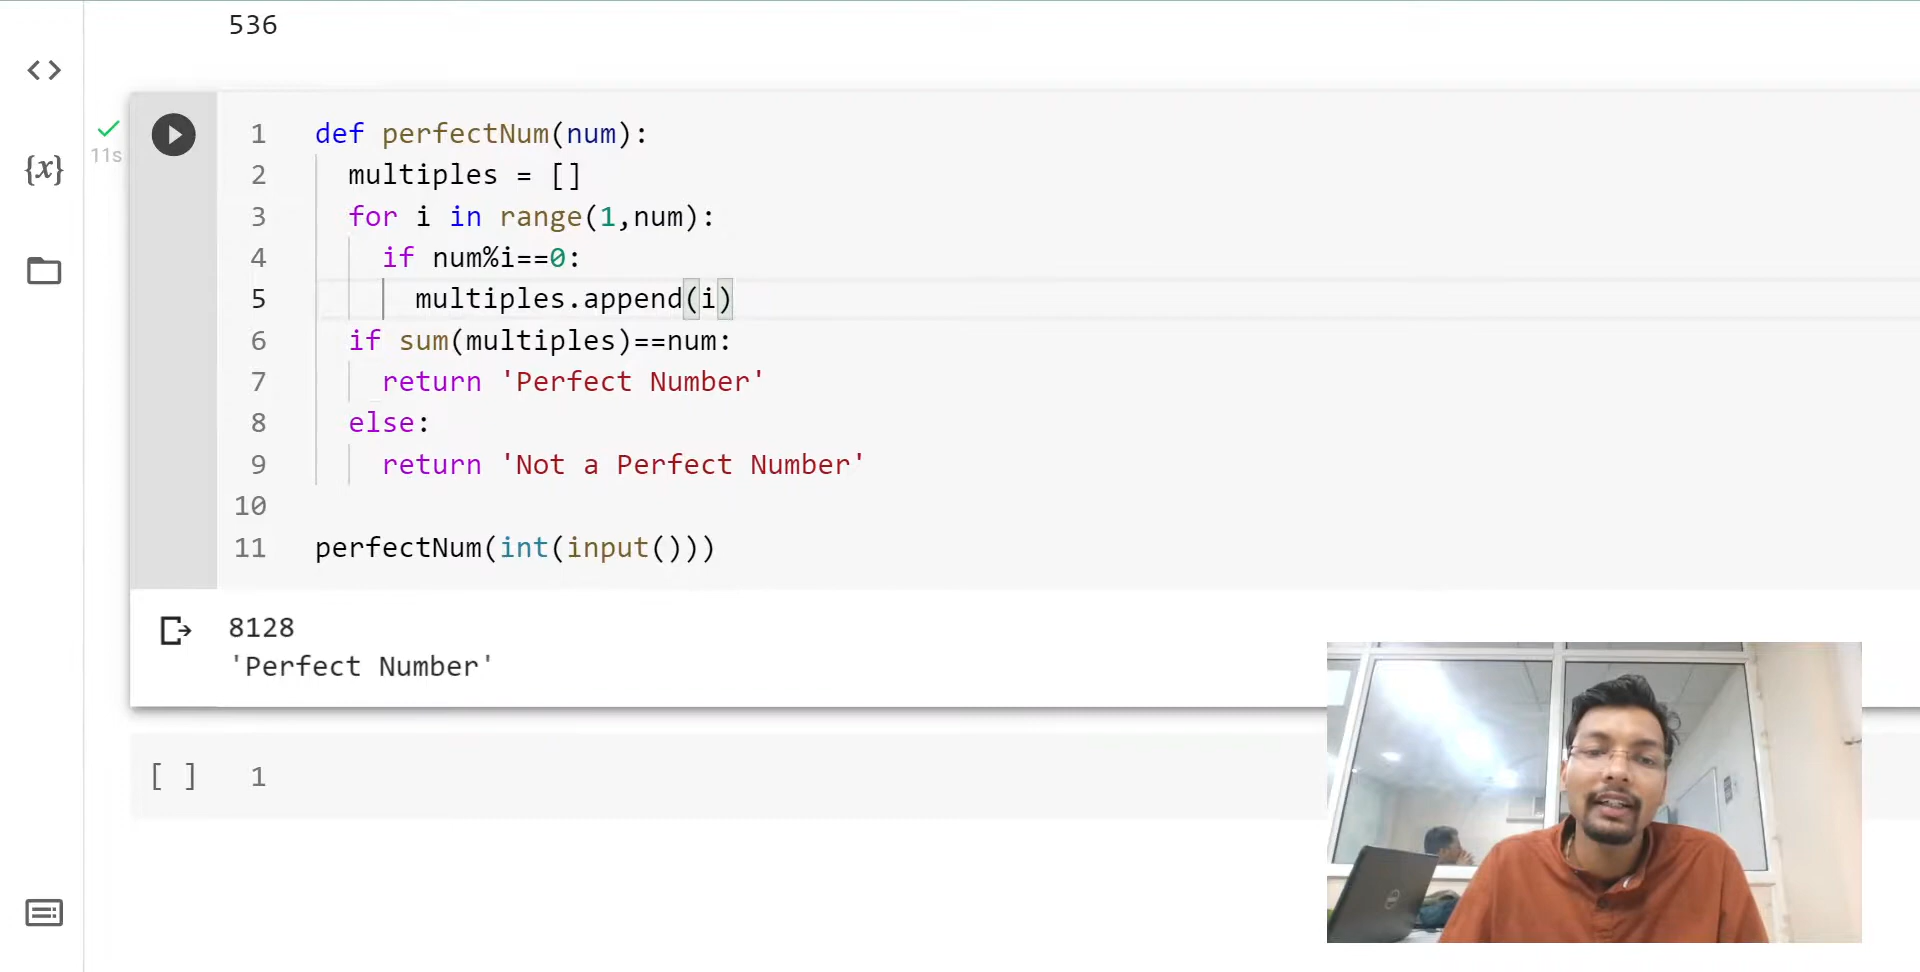 536
11s
{x}
1 def perfectNum(num):
2 multiples = []
3 for i in range(1,num):
4 if num%i==0:
5 multiples.append(i)
6 if sum(multiples)==num:
7 return 'Perfect Number'
8 else:
9 return 'Not a Perfect Number'
10
11 perfectNum(int(input()))
8128
'Perfect Number'
[ ] 1